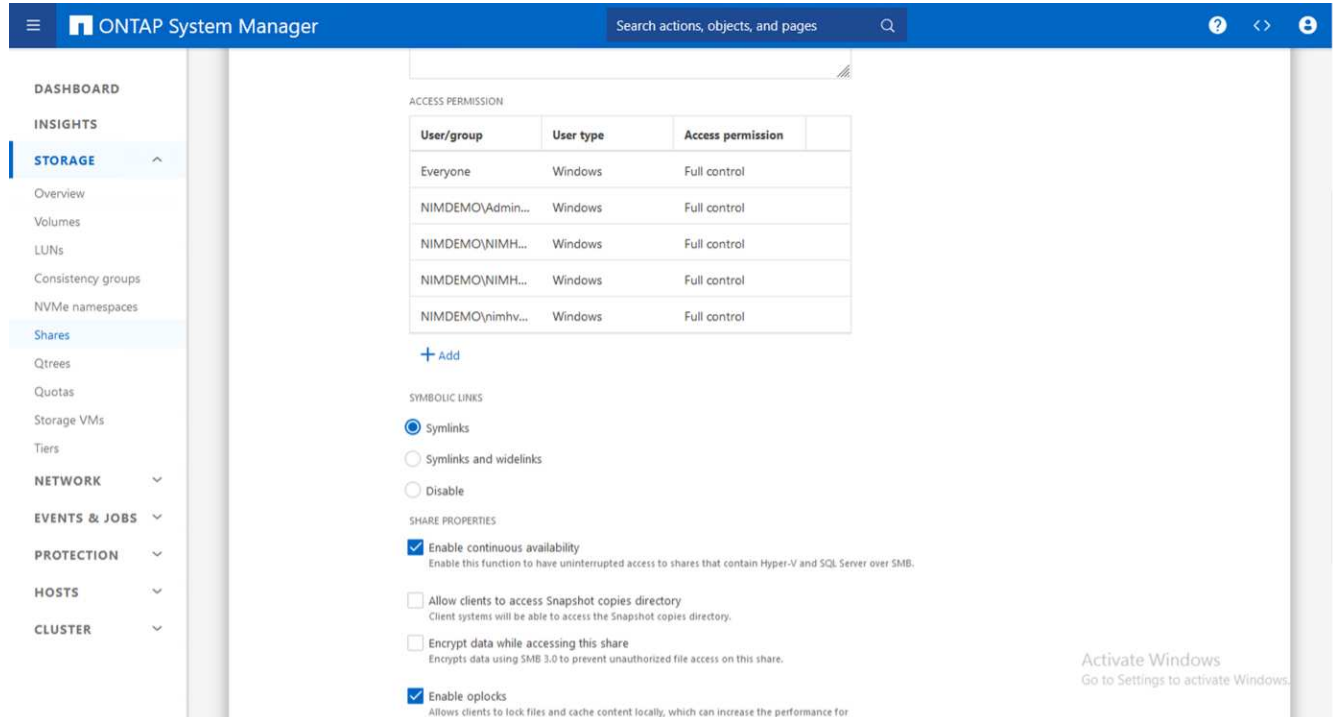 ONTAP System Manager
Search actions, objects, and pages
DASHBOARD
INSIGHTS
STORAGE
Overview
Volumes
LUNs
Consistency groups
NVMe namespaces
Shares
Qtrees
Quotas
Storage VMs
Tiers
NETWORK
EVENTS & JOBS
PROTECTION
HOSTS
CLUSTER
ACCESS PERMISSION
User/group User type Access permission
Everyone Windows Full control
NIMDEMO\Admin... Windows Full control
NIMDEMO\NIMH... Windows Full control
NIMDEMO\NIMH... Windows Full control
NIMDEMO\nimhv... Windows Full control
+ Add
SYMBOLIC LINKS
Symlinks
Symlinks and widelinks
Disable
SHARE PROPERTIES
Enable continuous availability
Enable this function to have uninterrupted access to shares that contain Hyper-V and SQL Server over SMB.
Allow clients to access Snapshot copies directory
Client systems will be able to access the Snapshot copies directory.
Encrypt data while accessing this share
Encrypts data using SMB 3.0 to prevent unauthorized file access on this share.
Enable oplocks
Allows clients to lock files and cache content locally, which can increase the performance for
Activate Windows
Go to Settings to activate Windows.